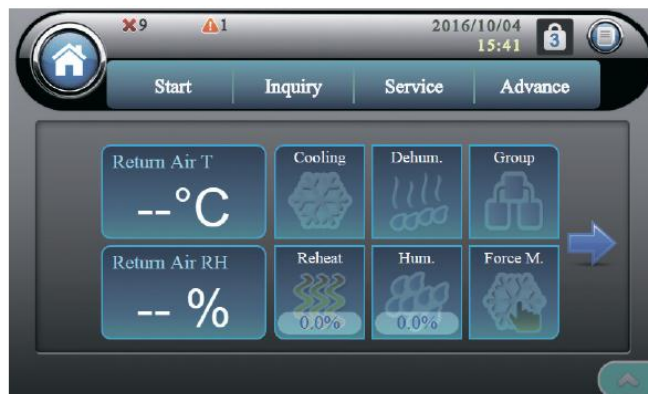 9 1 2016/10/04
15:41 3
Start Inquiry Service Advance
Return Air T Cooling Dehum. Group
--°C
Return Air RH Reheat Hum. Force M.
-- % 0.0% 0.0%